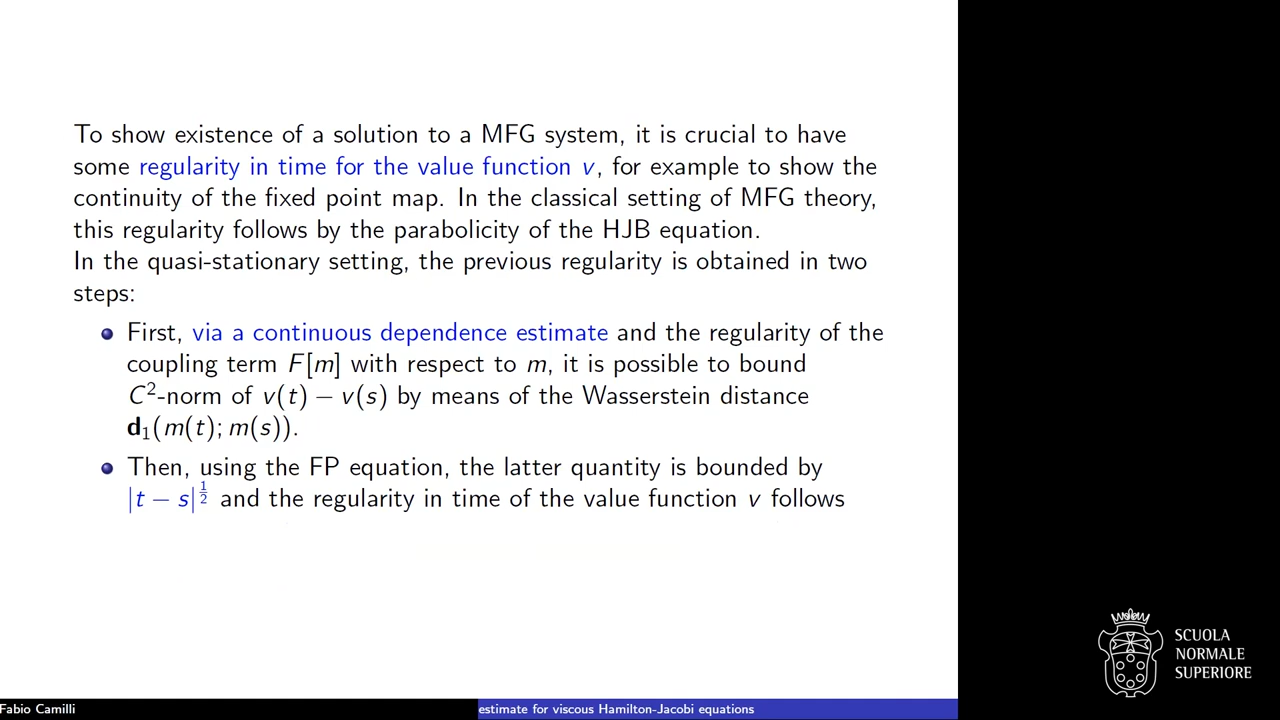 To show existence of a solution to a MFG system, it is crucial to have
some regularity in time for the value function v, for example to show the
continuity of the fixed point map. In the classical setting of MFG theory,
this regularity follows by the parabolicity of the HJB equation.
In the quasi-stationary setting, the previous regularity is obtained in two
steps:
First, via a continuous dependence estimate and the regularity of the
coupling term F[m] with respect to m, it is possible to bound
C²-norm of v(t) − v(s) by means of the Wasserstein distance
d₁(m(t); m(s)).
Then, using the FP equation, the latter quantity is bounded by
|t − s|^{1/2} and the regularity in time of the value function v follows
SCUOLA
NORMALE
SUPERIORE
Fabio Camilli
estimate for viscous Hamilton-Jacobi equations